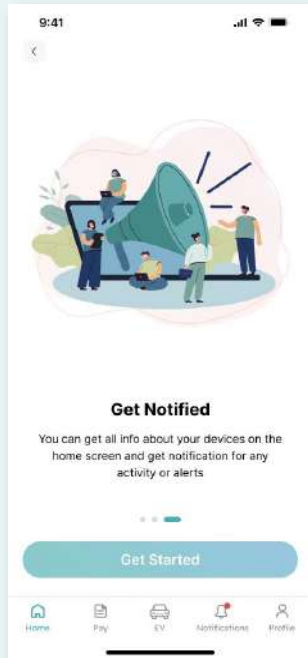 9:41
Get Notified
You can get all info about your devices on the
home screen and get notification for any
activity or alerts
Get Started
Home Pay EV Notifications Profile